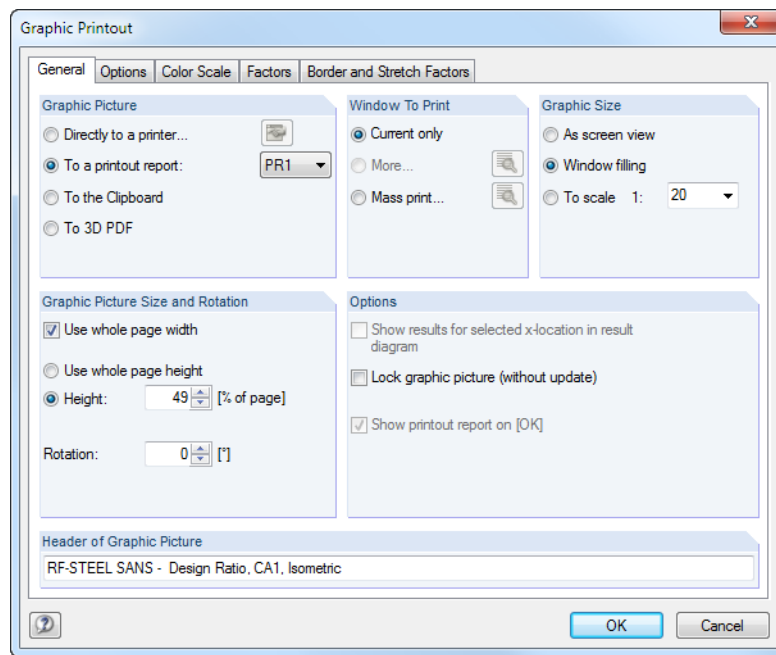 Graphic Printout
General Options Color Scale Factors Border and Stretch Factors
Graphic Picture
Directly to a printer...
To a printout report: PR1
To the Clipboard
To 3D PDF
Window To Print
Current only
More...
Mass print...
Graphic Size
As screen view
Window filling
To scale 1: 20
Graphic Picture Size and Rotation
Use whole page width
Use whole page height
Height: 49 [% of page]
Rotation: 0 [°]
Options
Show results for selected x-location in result
diagram
Lock graphic picture (without update)
Show printout report on [OK]
Header of Graphic Picture
RF-STEEL SANS - Design Ratio, CA1, Isometric
OK Cancel